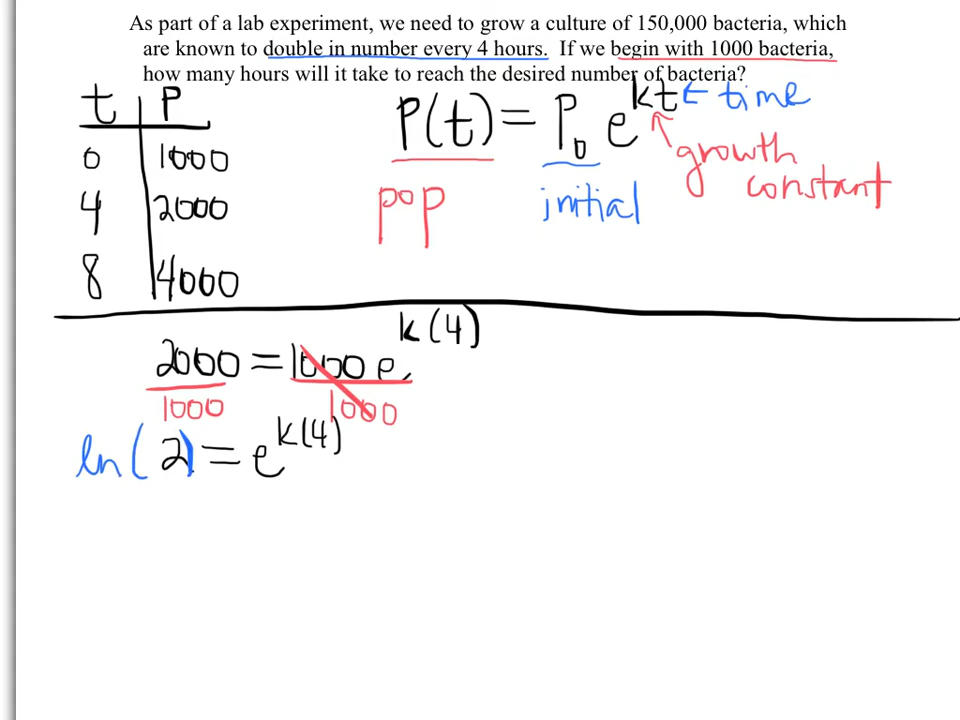 As part of a lab experiment, we need to grow a culture of 150,000 bacteria, which
are known to double in number every 4 hours. If we begin with 1000 bacteria,
how many hours will it take to reach the desired number of bacteria?
t P
0 1000
4 2000
8 4000
P(t) = P₀ e^kt ← time
growth
constant
pop
initial
2000 = 1000 e^k(4)
1000 1000
ln(2) = e^k(4)